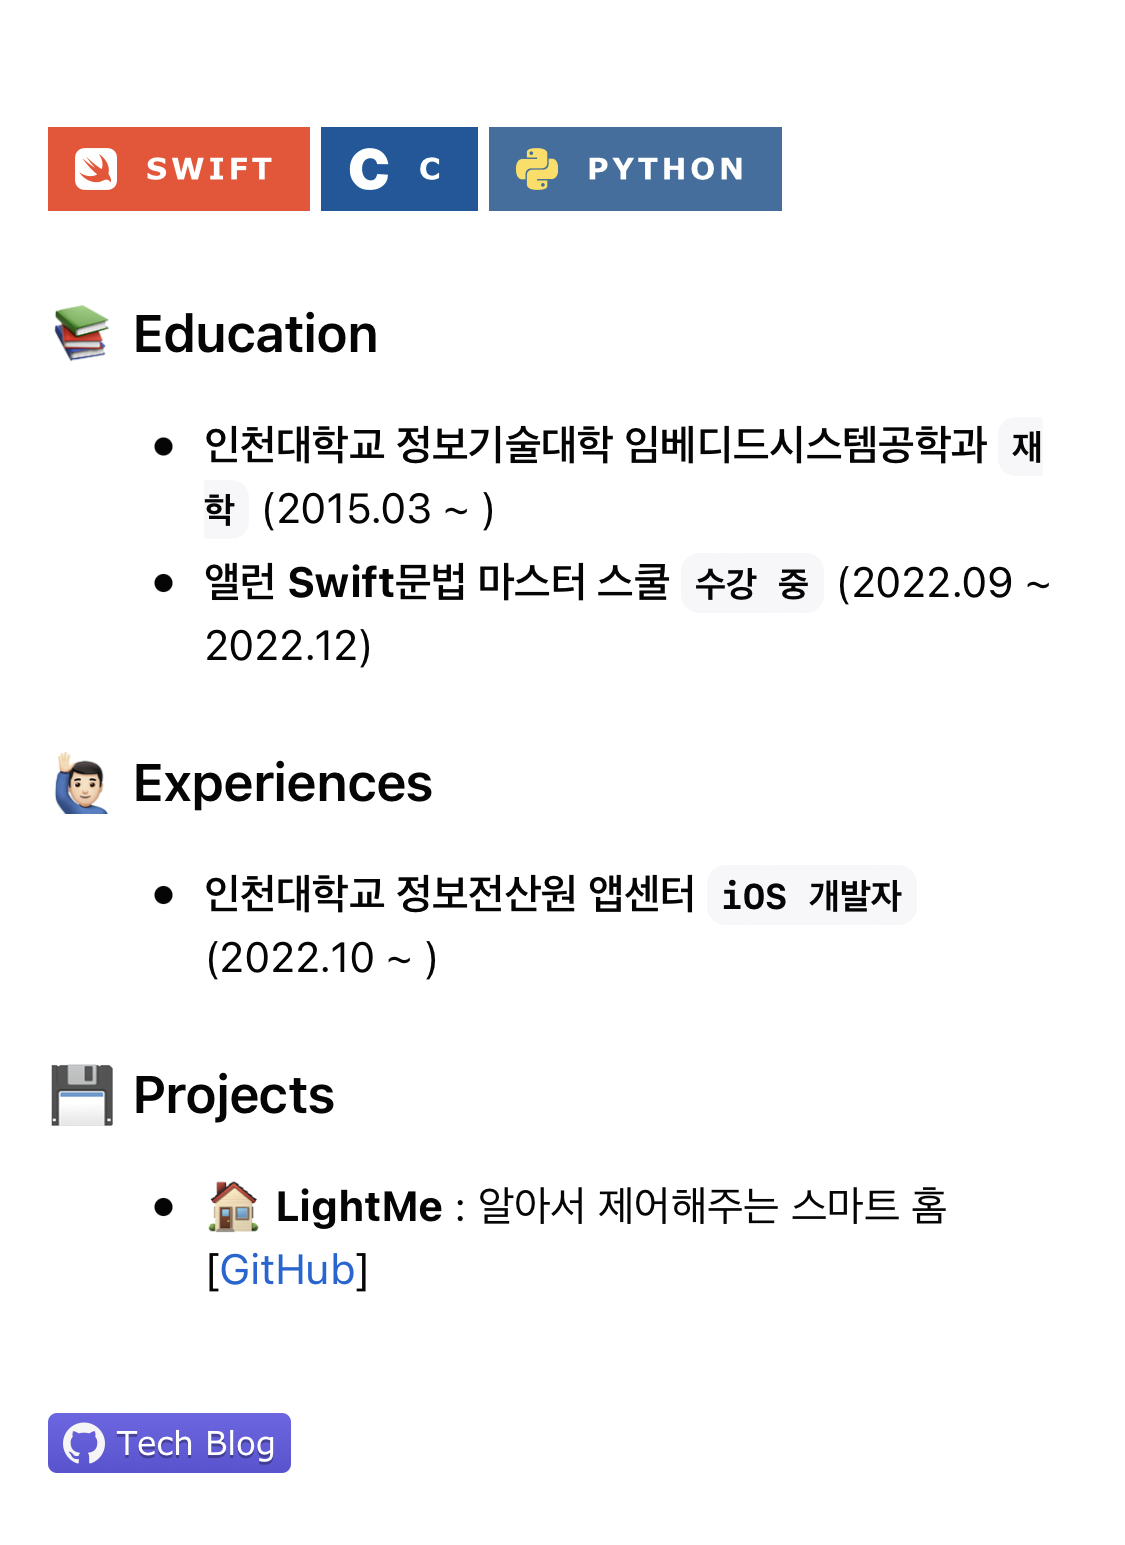 SWIFT C C PYTHON
📚 Education
• 인천대학교 정보기술대학 임베디드시스템공학과 재
학 (2015.03 ~ )
• 앨런 Swift문법 마스터 스쿨 수강 중 (2022.09 ~
2022.12)
🙋🏻‍♂️ Experiences
• 인천대학교 정보전산원 앱센터 iOS 개발자
(2022.10 ~ )
💾 Projects
• 🏠 LightMe : 알아서 제어해주는 스마트 홈
[GitHub]
Tech Blog